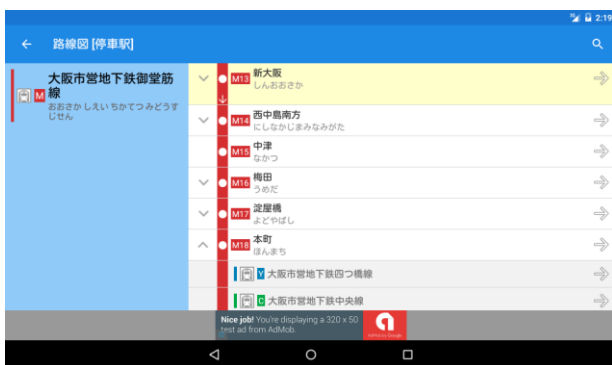 2:19
路線図 [停車駅]
大阪市営地下鉄御堂筋
M 線
おおさかしえいちかてつみどうす
じせん
M13 新大阪
しんおおさか
M14 西中島南方
にしなかじまみなみがた
M15 中津
なかつ
M16 梅田
うめだ
M17 淀屋橋
よどやばし
M18 本町
ほんまち
Y 大阪市営地下鉄四つ橋線
C 大阪市営地下鉄中央線
Nice job! You're displaying a 320 x 50
test ad from AdMob.
AdMob by Google